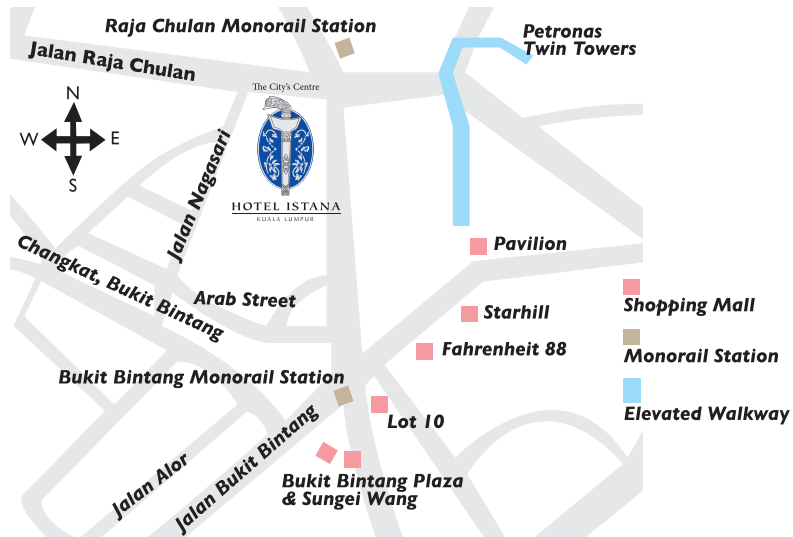 Raja Chulan Monorail Station
Petronas
Twin Towers
Jalan Raja Chulan
The City's Centre
N
W
E
S
Jalan Nagasari
HOTEL ISTANA
KUALA LUMPUR
Changkat, Bukit Bintang
Pavilion
Arab Street
Starhill
Shopping Mall
Fahrenheit 88
Monorail Station
Bukit Bintang Monorail Station
Elevated Walkway
Lot 10
Jalan Alor
Jalan Bukit Bintang
Bukit Bintang Plaza
& Sungei Wang